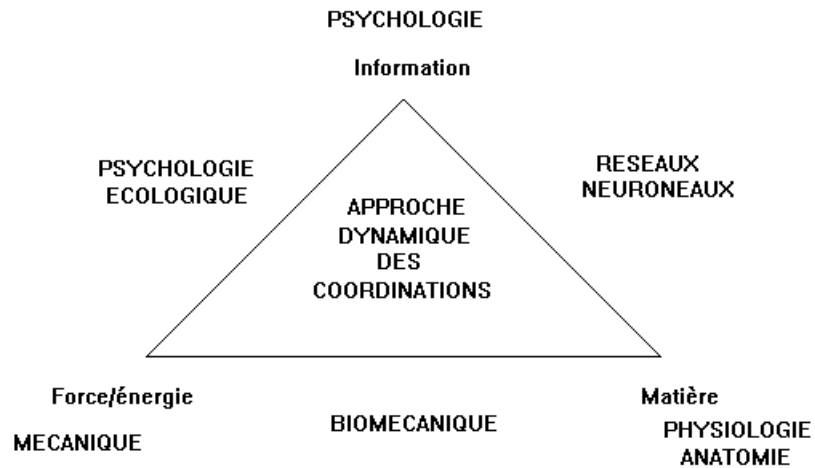 PSYCHOLOGIE
Information
PSYCHOLOGIE
ECOLOGIQUE
RESEAUX
NEURONEAUX
APPROCHE
DYNAMIQUE
DES
COORDINATIONS
Force/énergie
MECANIQUE
BIOMECANIQUE
Matière
PHYSIOLOGIE
ANATOMIE